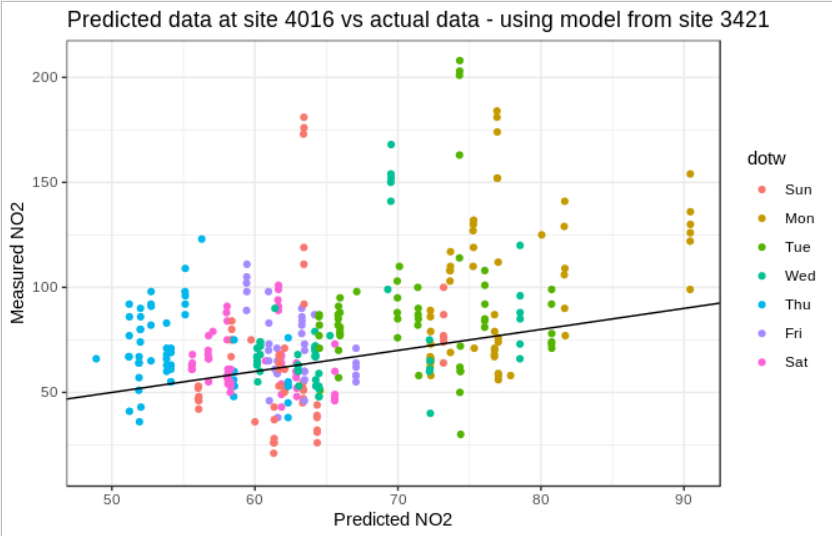 Predicted data at site 4016 vs actual data - using model from site 3421
Measured NO2
200
150
100
50
50 60 70 80 90
Predicted NO2
dotw
Sun
Mon
Tue
Wed
Thu
Fri
Sat